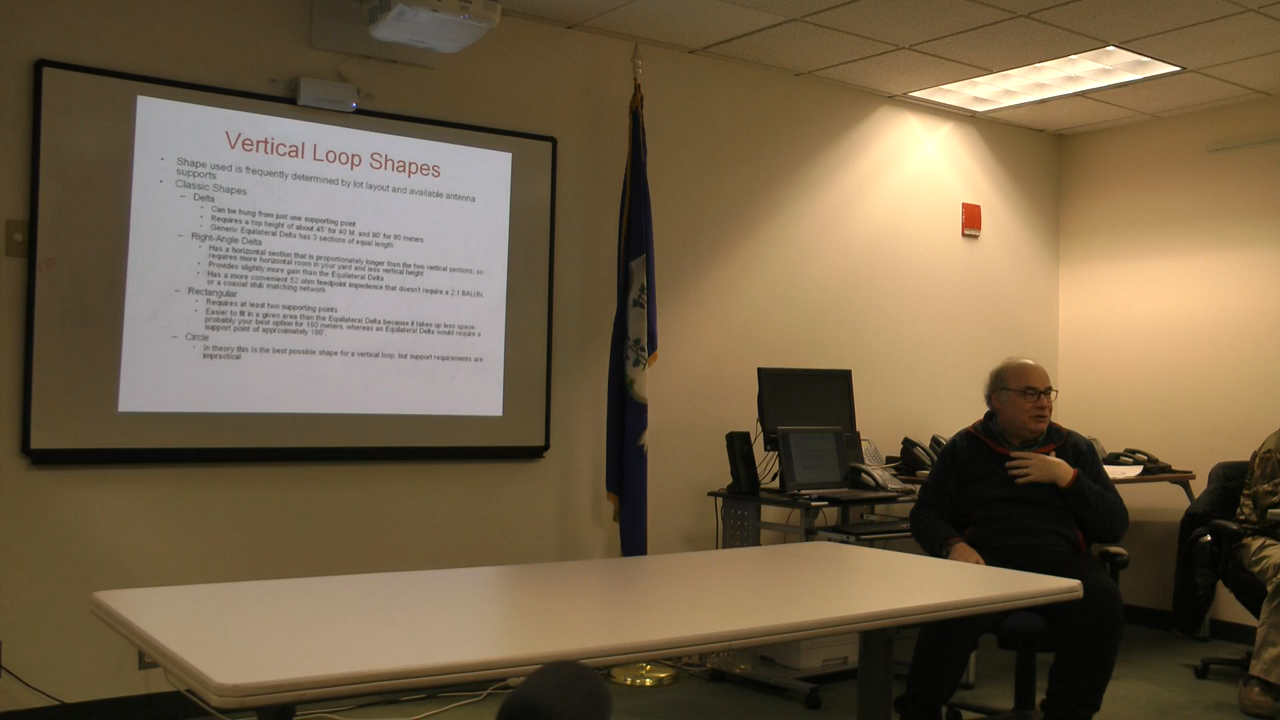 Vertical Loop Shapes
• Shape used is frequently determined by lot layout and available antenna
supports
• Classic Shapes
– Delta
• Can be hung from just one supporting point
• Requires a top height of about 45' for 40 M, and 90' for 80 meters
• Generic Equilateral Delta has 3 sections of equal length
– Right-Angle Delta
• Has a horizontal section that is proportionately longer than the two vertical sections, so
requires more horizontal room in your yard and less vertical height
• Provides slightly more gain than the Equilateral Delta
• Has a more convenient 52 ohm feedpoint impedence that doesn't require a 2:1 BALUN,
or a coaxial stub matching network
– Rectangular
• Requires at least two supporting points
• Easier to fit in a given area than the Equilateral Delta because it takes up less space-
probably your best option for 160 meters, whereas an Equilateral Delta would require a
support point of approximately 180'.
– Circle
• In theory this is the best possible shape for a vertical loop, but support requirements are
impractical